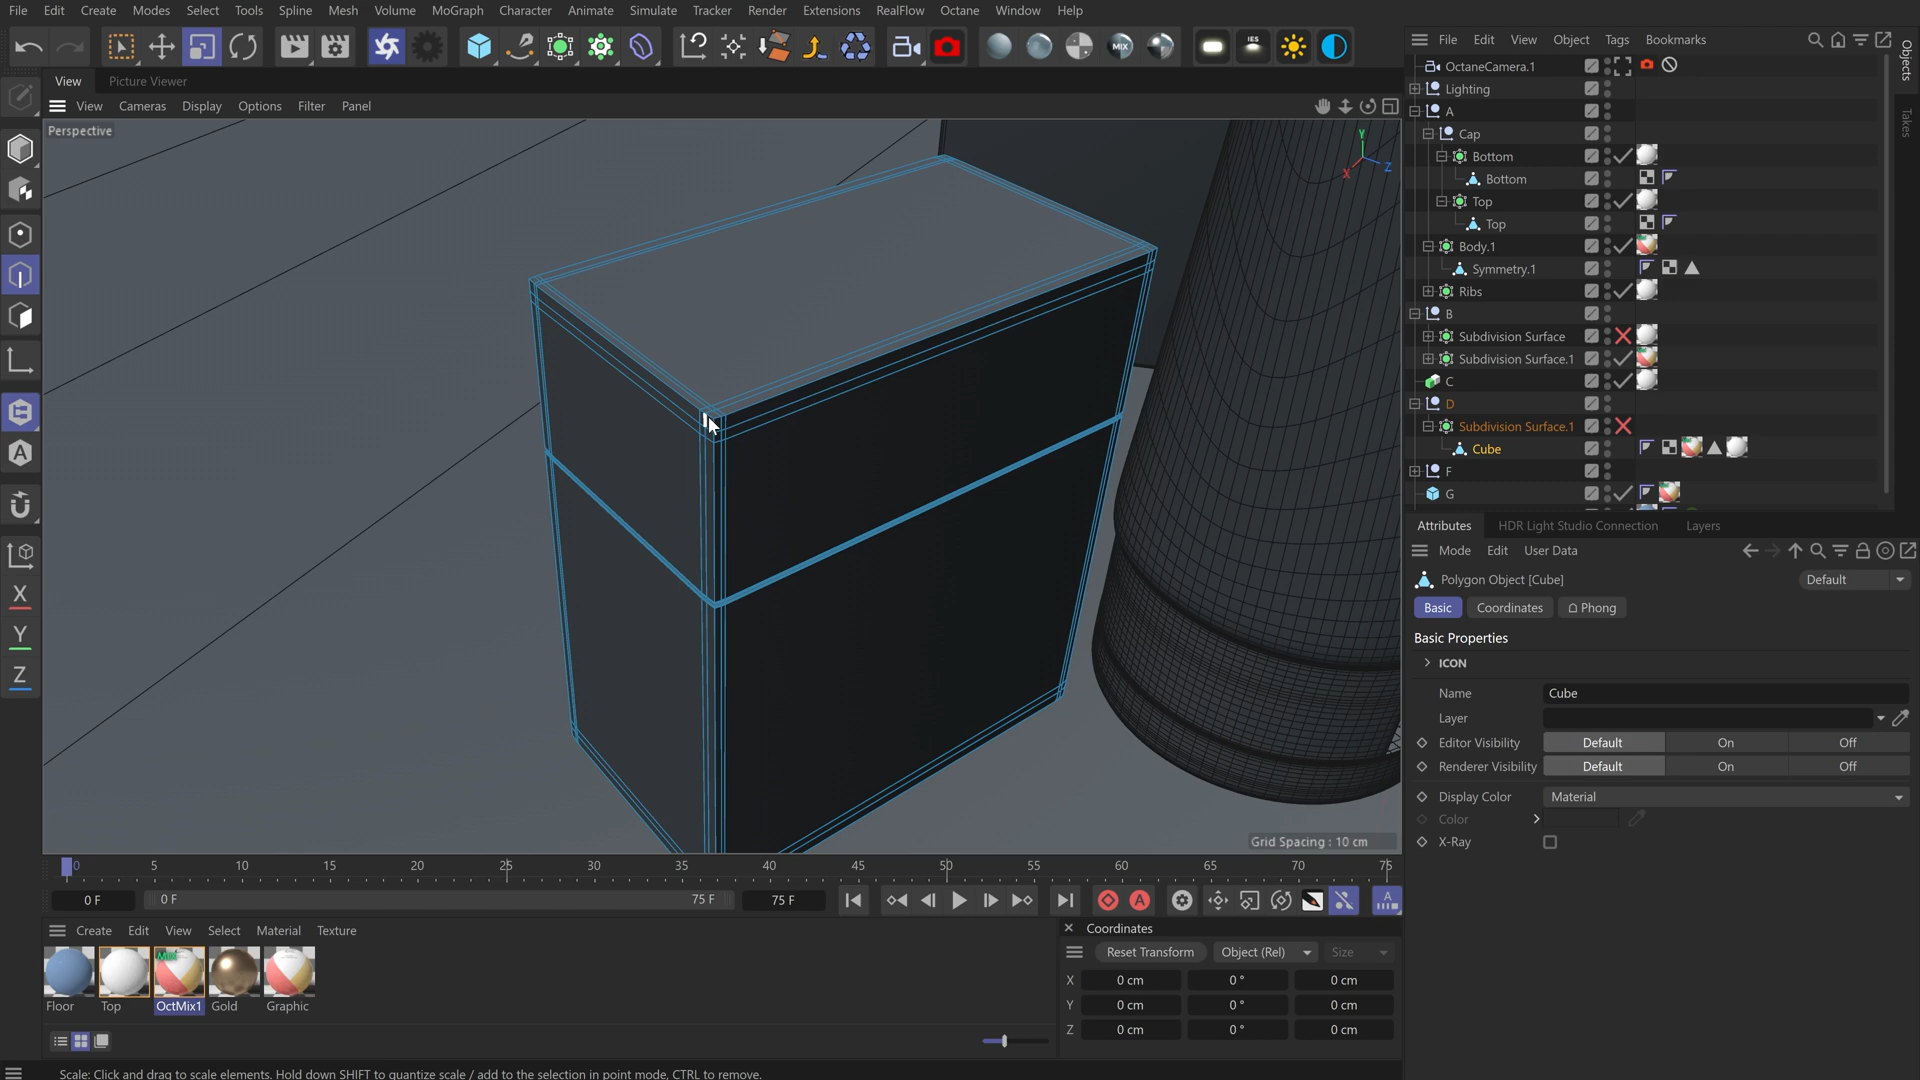 File Edit Create Modes Select Tools Spline Mesh Volume MoGraph Character Animate Simulate Tracker Render Extensions RealFlow Octane Window Help
MIX IES
View Picture Viewer
View Cameras Display Options Filter Panel
Perspective
Y
Z
X
Grid Spacing : 10 cm
A
X
Y
Z
0 5 10 15 20 25 30 35 40 45 50 55 60 65 70 75
0 F 0 F 75 F 75 F
A A
Create Edit View Select Material Texture
Floor Top OctMix1 Gold Graphic
Coordinates
Reset Transform Object (Rel) Size
X 0 cm 0 ° 0 cm
Y 0 cm 0 ° 0 cm
Z 0 cm 0 ° 0 cm
Scale: Click and drag to scale elements. Hold down SHIFT to quantize scale / add to the selection in point mode, CTRL to remove.
File Edit View Object Tags Bookmarks
OctaneCamera.1
Lighting
A
Cap
Bottom
Bottom
Top
Top
Body.1
Symmetry.1
Ribs
B
Subdivision Surface
Subdivision Surface.1
C
D
Subdivision Surface.1
Cube
F
G
Objects
Takes
Attributes HDR Light Studio Connection Layers
Mode Edit User Data
Polygon Object [Cube] Default
Basic Coordinates Phong
Basic Properties
ICON
Name Cube
Layer
Editor Visibility Default On Off
Renderer Visibility Default On Off
Display Color Material
Color
X-Ray